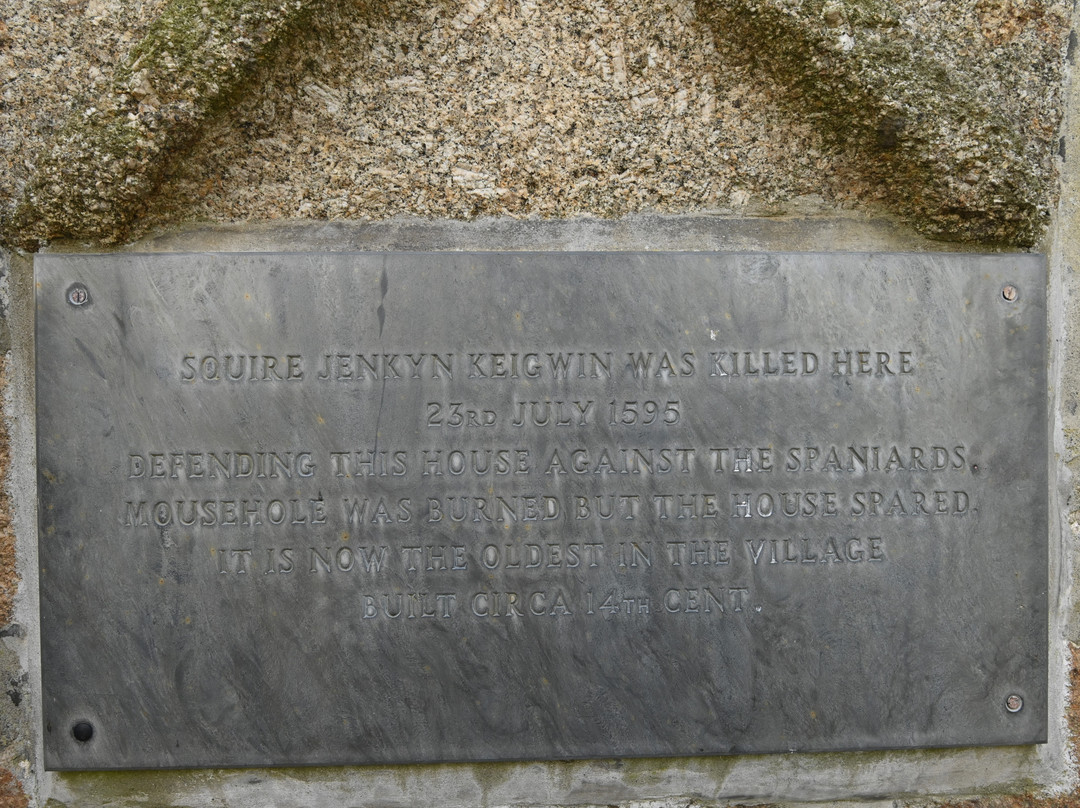 SQUIRE JENKYN KEIGWIN WAS KILLED HERE
23RD JULY 1595
DEFENDING THIS HOUSE AGAINST THE SPANIARDS.
MOUSEHOLE WAS BURNED BUT THE HOUSE SPARED.
IT IS NOW THE OLDEST IN THE VILLAGE
BUILT CIRCA 14TH CENT.